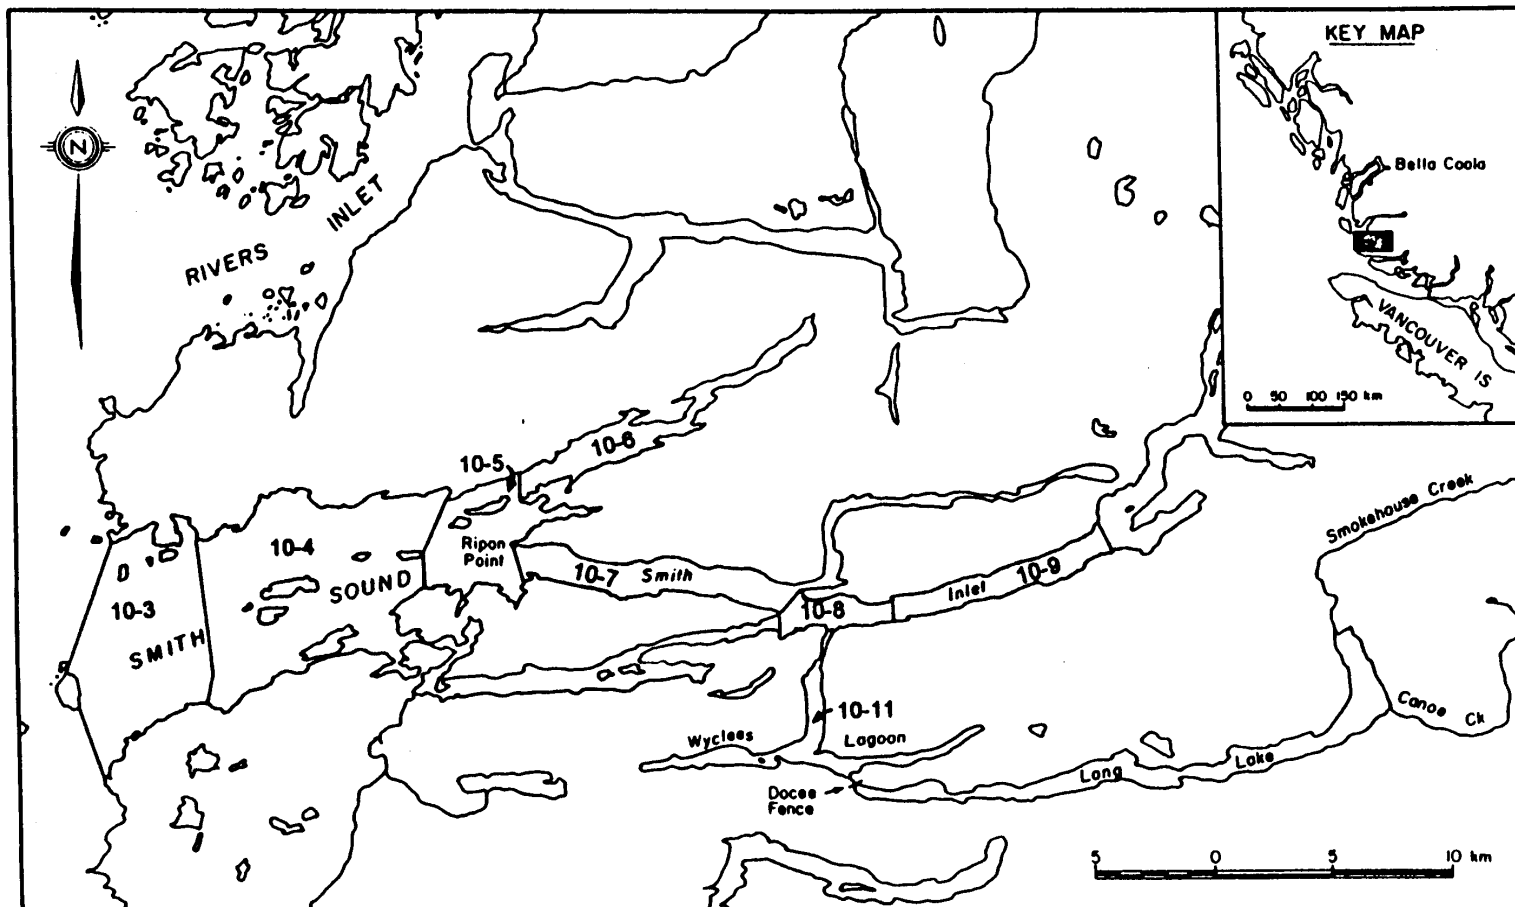 KEY MAP
N
Bella Coola
RIVERS INLET
VANCOUVER IS
0 50 100 150 km
10-6
10-5
Smokehouse Creek
10-4
Ripon
Point
10-7
Smith
Inlet
10-9
SOUND
10-3
10-8
SMITH
10-11
Canoe Ck
Wyclees
Lagoon
Long
Lake
Docee
Fence
5 0 5 10 km